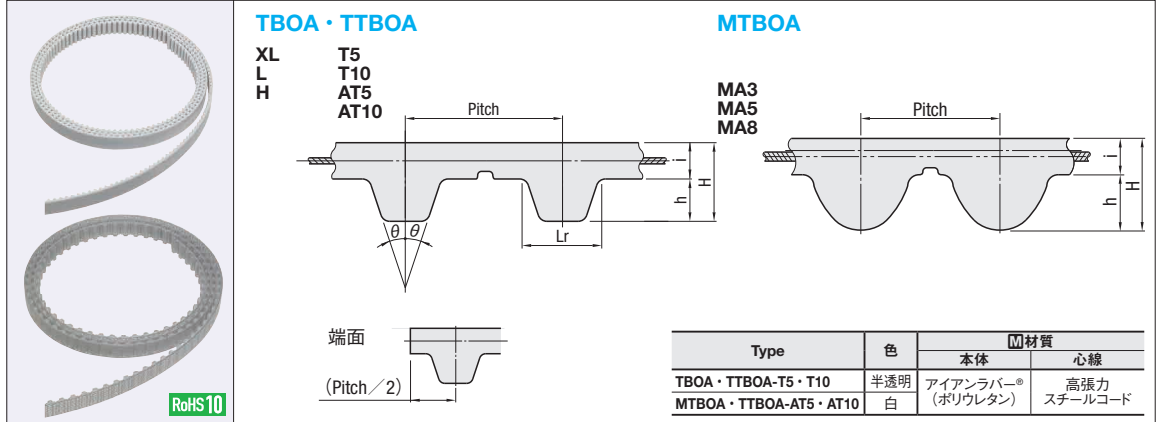 TBOA・TTBOA
XL T5
L T10
H AT5
AT10
Pitch
i
H
h
θ θ
Lr
端面
(Pitch／2)
MTBOA
MA3
MA5
MA8
Pitch
i
H
h
Type 色 M材質
本体 心線
TBOA・TTBOA-T5・T10 半透明 アイアンラバー® 高張力
（ポリウレタン） スチールコード
MTBOA・TTBOA-AT5・AT10 白
RoHS10